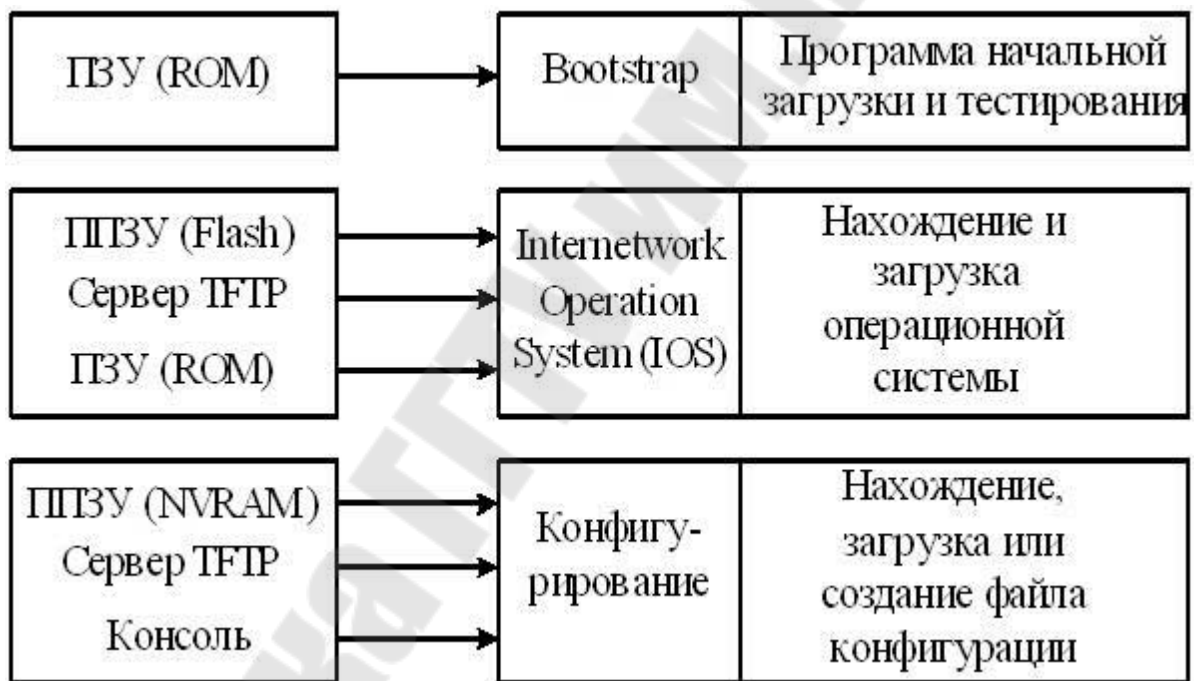 ПЗУ (ROM)
Bootstrap
Программа начальной
загрузки и тестирования
ППЗУ (Flash)
Сервер TFTP
ПЗУ (ROM)
Internetwork
Operation
System (IOS)
Нахождение и
загрузка
операционной
системы
ППЗУ (NVRAM)
Сервер TFTP
Консоль
Конфигу-
рирование
Нахождение,
загрузка или
создание файла
конфигурации